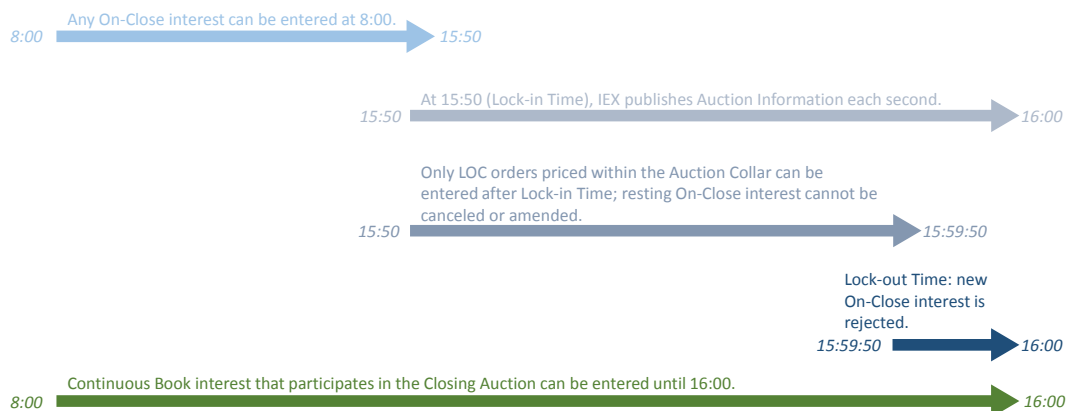 Any On-Close interest can be entered at 8:00.
8:00
15:50
At 15:50 (Lock-in Time), IEX publishes Auction Information each second.
15:50
16:00
Only LOC orders priced within the Auction Collar can be
entered after Lock-in Time; resting On-Close interest cannot be
canceled or amended.
15:50
15:59:50
Lock-out Time: new
On-Close interest is
rejected.
15:59:50
16:00
Continuous Book interest that participates in the Closing Auction can be entered until 16:00.
8:00
16:00